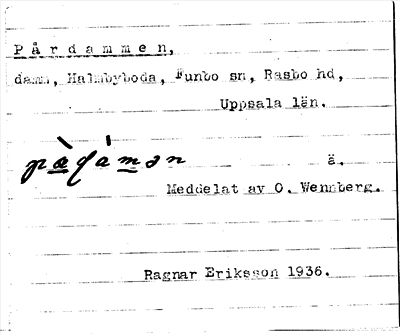 Pårdammen,
damm, Halmbyboda, Funbo sn, Rasbo hd,
Uppsala län.
ä.
Meddelat av O. Wennberg.
Ragnar Eriksson 1936.